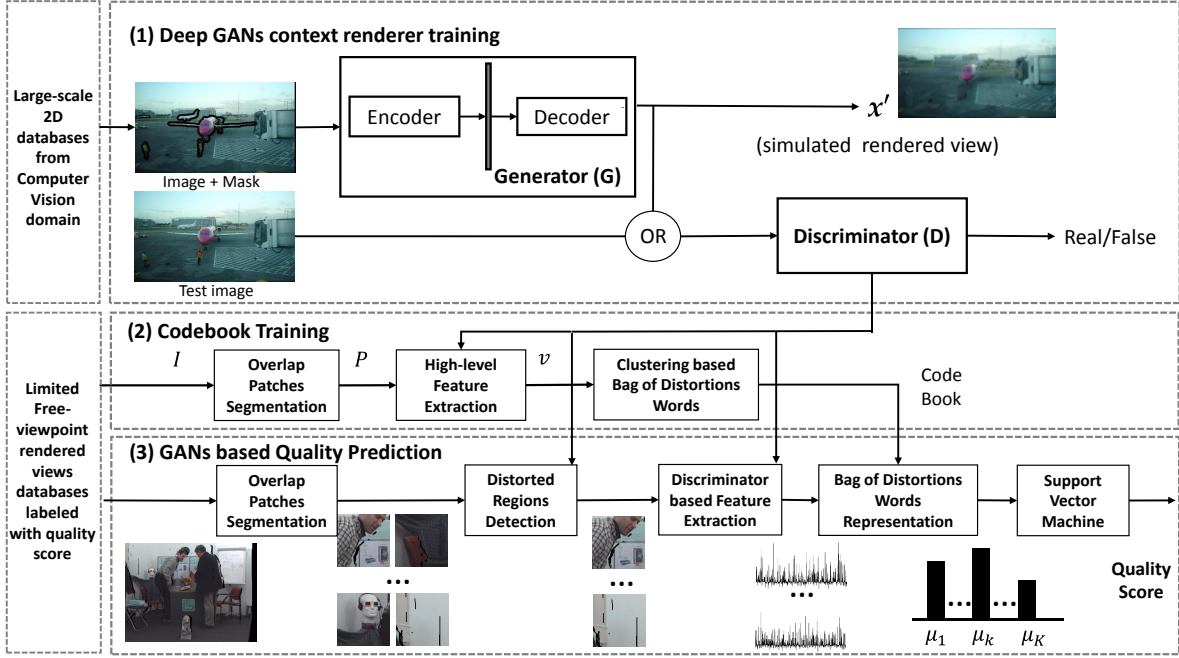 (1) Deep GANs context renderer training
Large-scale
2D
databases
from
Computer
Vision
domain
Image + Mask
Test image
Encoder
Decoder
Generator (G)
x′
(simulated rendered view)
OR
Discriminator (D)
Real/False
Limited
Free-
viewpoint
rendered
views
databases
labeled
with quality
score
(2) Codebook Training
I
Overlap
Patches
Segmentation
P
High-level
Feature
Extraction
v
Clustering based
Bag of Distortions
Words
Code
Book
(3) GANs based Quality Prediction
Overlap
Patches
Segmentation
Distorted
Regions
Detection
Discriminator
based Feature
Extraction
Bag of Distortions
Words
Representation
Support
Vector
Machine
...
...
...
... ...
μ₁ μₖ μ_K
Quality
Score